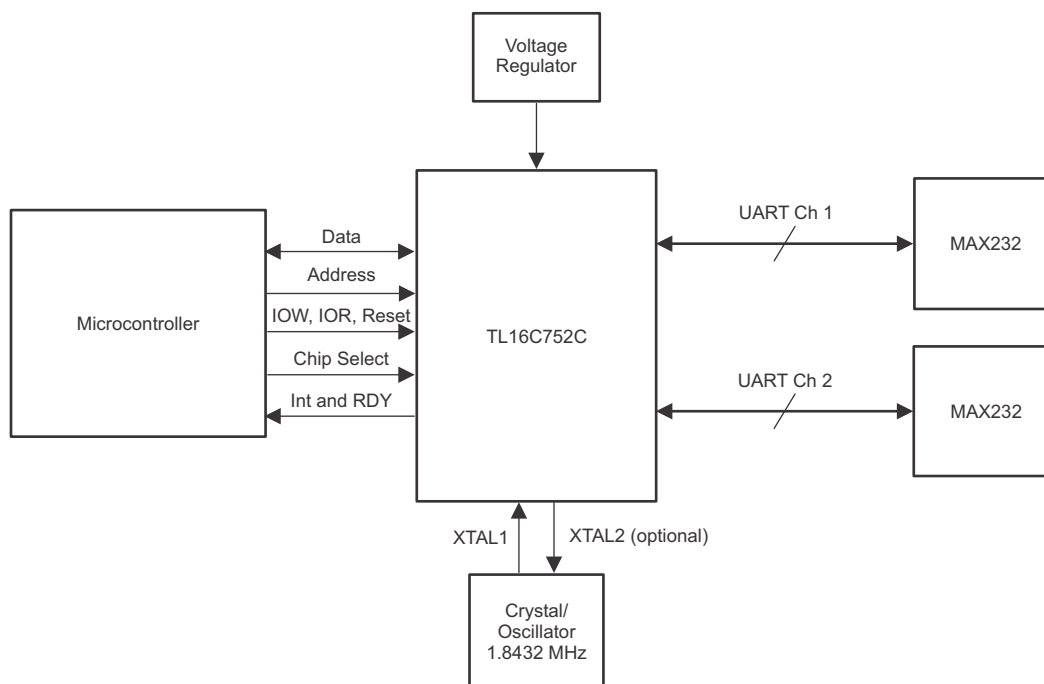 Voltage
Regulator
Microcontroller
Data
Address
IOW, IOR, Reset
Chip Select
Int and RDY
TL16C752C
UART Ch 1
MAX232
UART Ch 2
MAX232
XTAL1
XTAL2 (optional)
Crystal/
Oscillator
1.8432 MHz